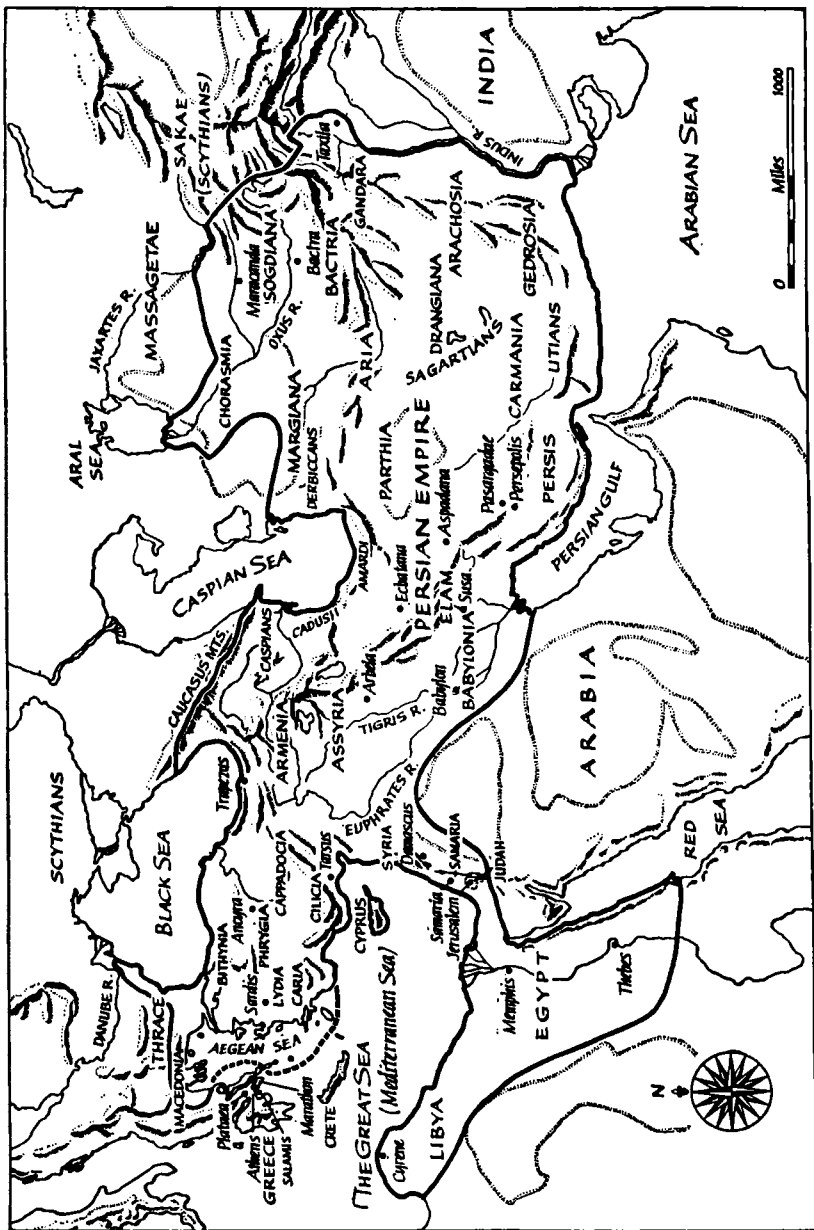 SCYTHIANS
DANUBE R.
THRACE
BLACK SEA
MACEDONIA
BITHYNIA
AEGEAN SEA
Plataea
Athens
GREECE
SALAMIS
Marathon
CRETE
Sardis
LYDIA
CARIA
Ancyra
PHRYGIA
CAPPADOCIA
CILICIA
Tarsus
CYPRUS
Trapezus
THE GREAT SEA
(Mediterranean Sea)
Cyrene
LIBYA
CAUCASUS MTS.
CASPIAN SEA
CASPIANS
CADUSII
AMARDI
ARMENIA
ASSYRIA
Arbela
TIGRIS R.
EUPHRATES R.
SYRIA
Damascus
Samaria
SAMARIA
Jerusalem
JUDAH
Memphis
EGYPT
Thebes
RED SEA
ARABIA
Babylon
BABYLONIA
Susa
ELAM
Ecbatana
PERSIAN EMPIRE
Aspadana
Pasargadae
Persepolis
PERSIS
PERSIAN GULF
ARAL SEA
JAXARTES R.
MASSAGETAE
SAKAE
(SCYTHIANS)
CHORASMIA
OXUS R.
Maracanda
SOGDIANA
Bactra
BACTRIA
MARGIANA
DERBICCANS
PARTHIA
ARIA
SAGARTIANS
DRANGIANA
CARMANIA
UTIANS
ARACHOSIA
GEDROSIA
GANDARA
Taxila
INDUS R.
INDIA
ARABIAN SEA
N
0 Miles 1000